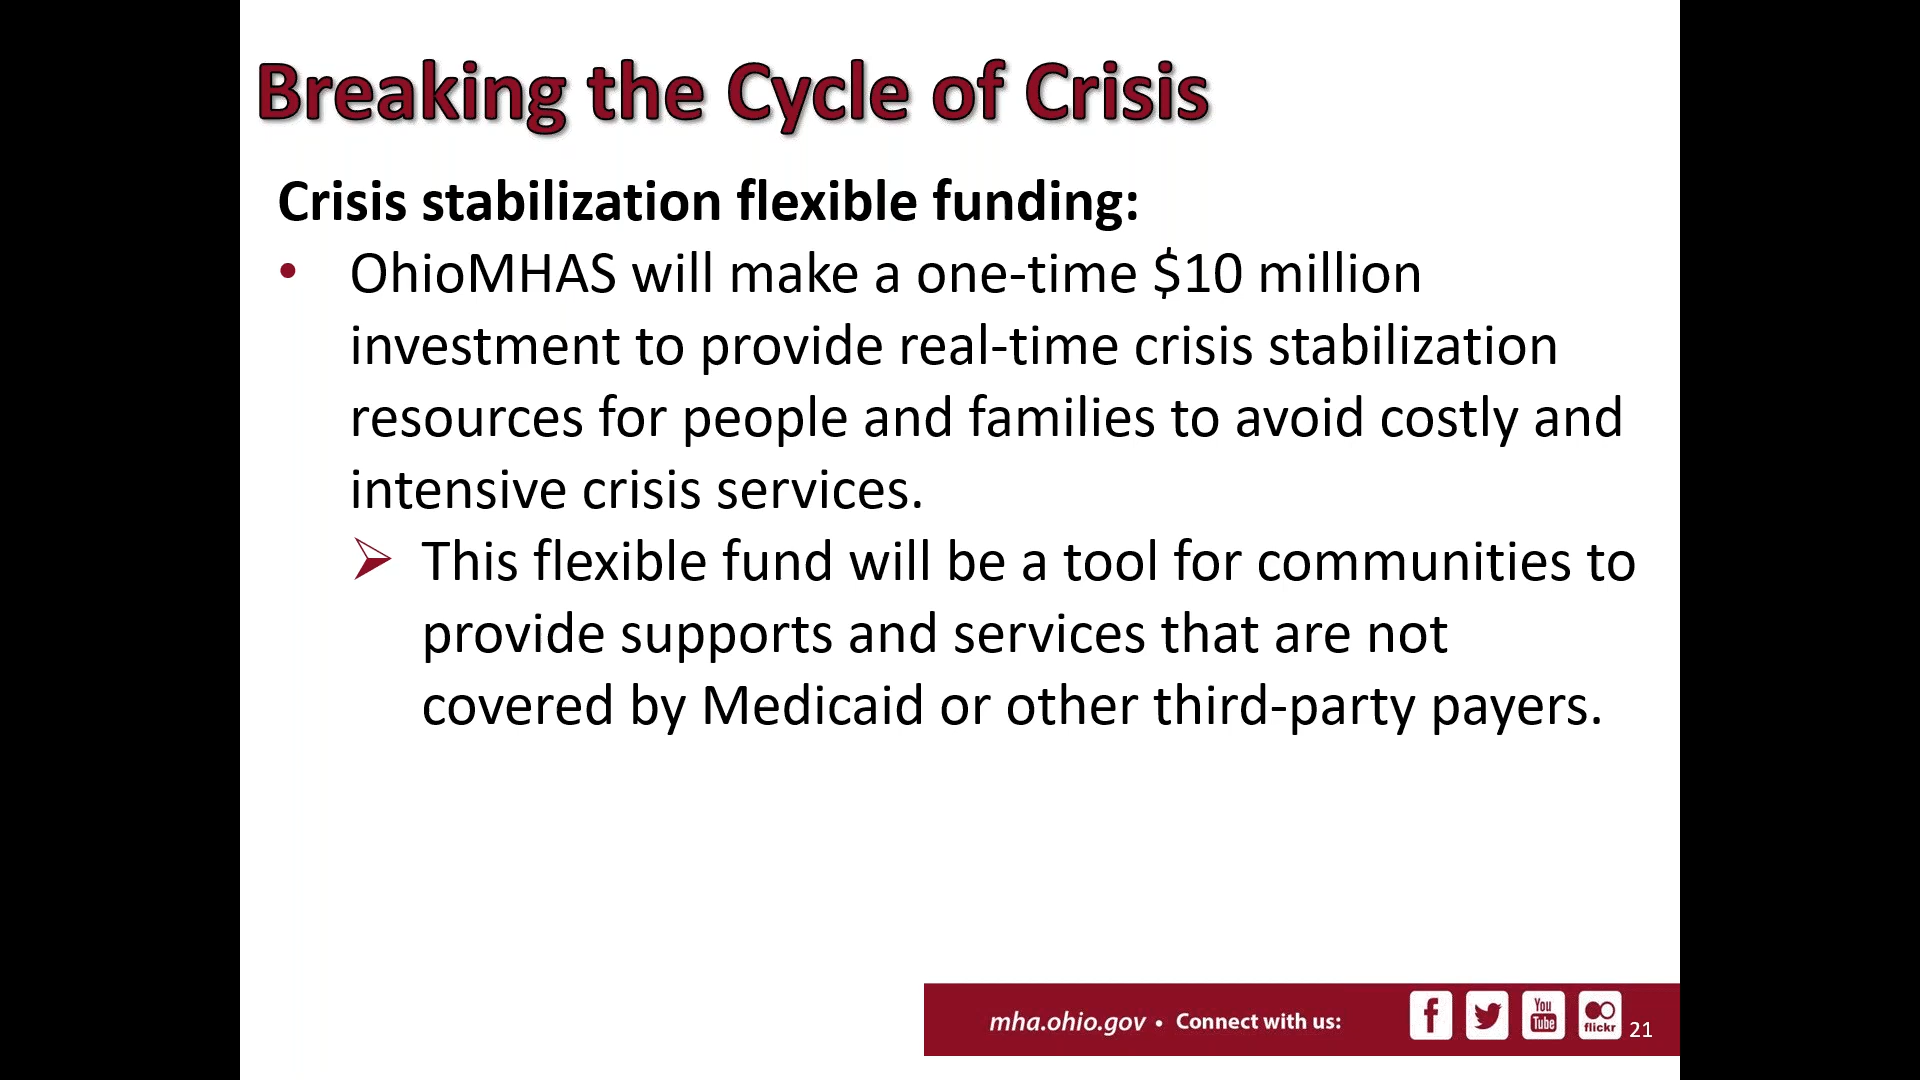 Breaking the Cycle of Crisis
Crisis stabilization flexible funding:
• OhioMHAS will make a one-time $10 million
investment to provide real-time crisis stabilization
resources for people and families to avoid costly and
intensive crisis services.
➢ This flexible fund will be a tool for communities to
provide supports and services that are not
covered by Medicaid or other third-party payers.
mha.ohio.gov • Connect with us: f You Tube flickr 21